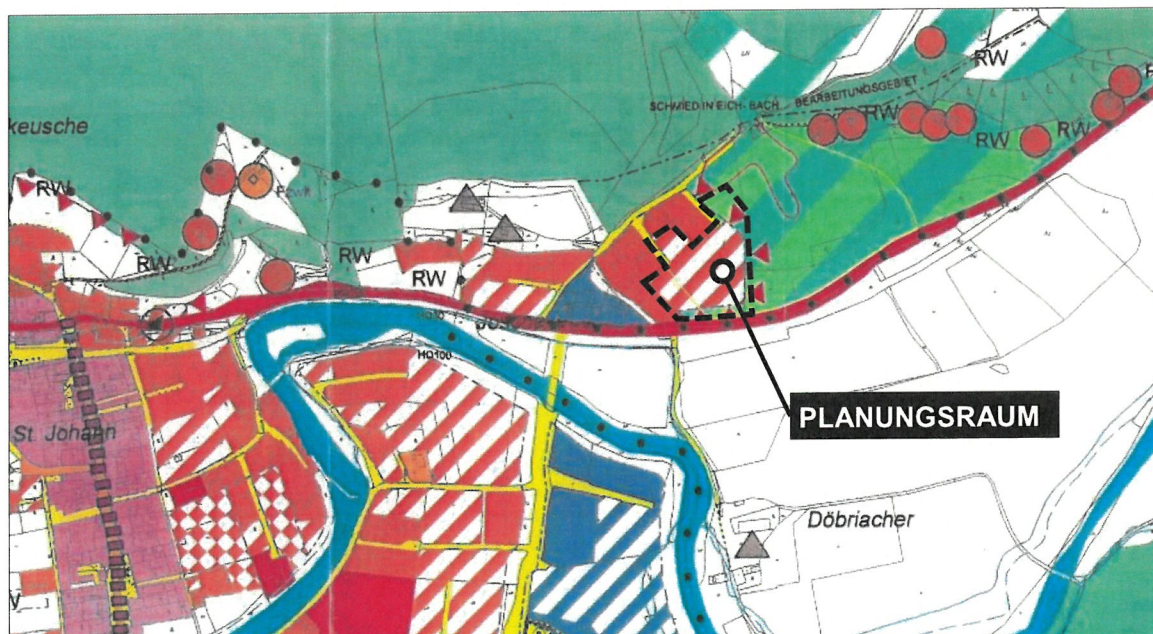 RW
SCHMIED IN EICH-BACH
BEARBEITUNGSGEBIET
RW
keusche
RW
RW
RW
RW
RW
RW
RW
HQ100
PLANUNGSRAUM
St. Johann
Döbriacher